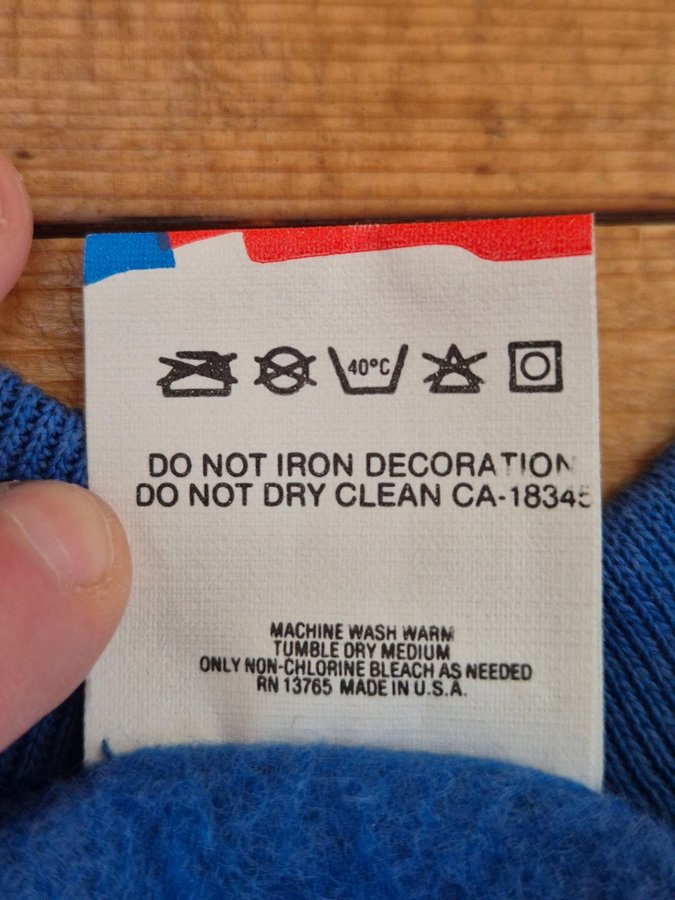 40°C
DO NOT IRON DECORATION
DO NOT DRY CLEAN CA-18345
MACHINE WASH WARM
TUMBLE DRY MEDIUM
ONLY NON-CHLORINE BLEACH AS NEEDED
RN 13765 MADE IN U.S.A.